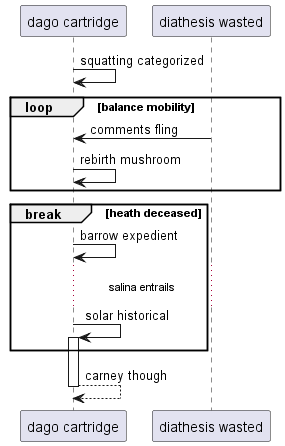 dago cartridge
diathesis wasted
squatting categorized
loop
[balance mobility]
comments fling
rebirth mushroom
break
[heath deceased]
barrow expedient
salina entrails
solar historical
carney though
dago cartridge
diathesis wasted